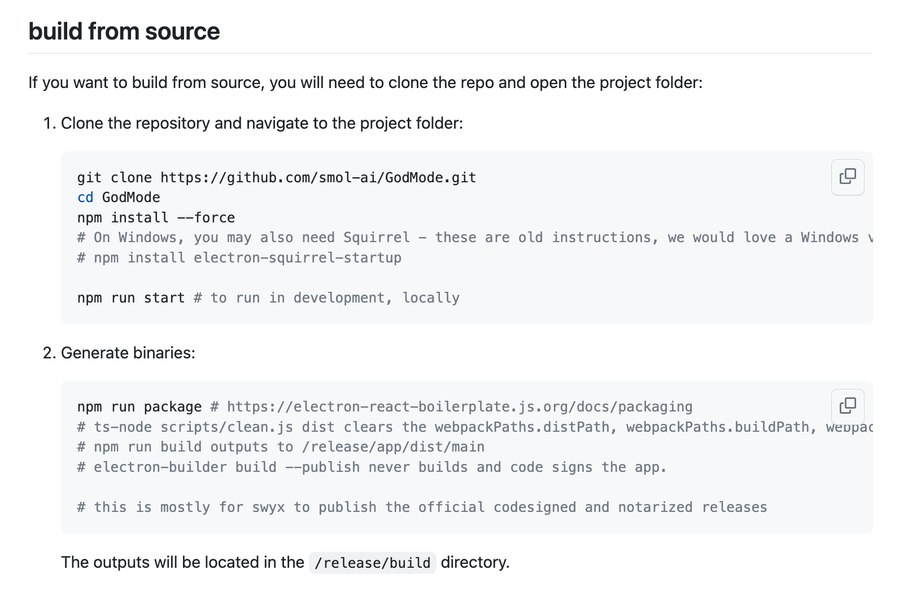 build from source
If you want to build from source, you will need to clone the repo and open the project folder:
1. Clone the repository and navigate to the project folder:
git clone https://github.com/smol-ai/GodMode.git
cd GodMode
npm install --force
# On Windows, you may also need Squirrel - these are old instructions, we would love a Windows
# npm install electron-squirrel-startup
npm run start # to run in development, locally
2. Generate binaries:
npm run package # https://electron-react-boilerplate.js.org/docs/packaging
# ts-node scripts/clean.js dist clears the webpackPaths.distPath, webpackPaths.buildPath,
# npm run build outputs to /release/app/dist/main
# electron-builder build --publish never builds and code signs the app.
# this is mostly for swyx to publish the official codesigned and notarized releases
The outputs will be located in the /release/build directory.